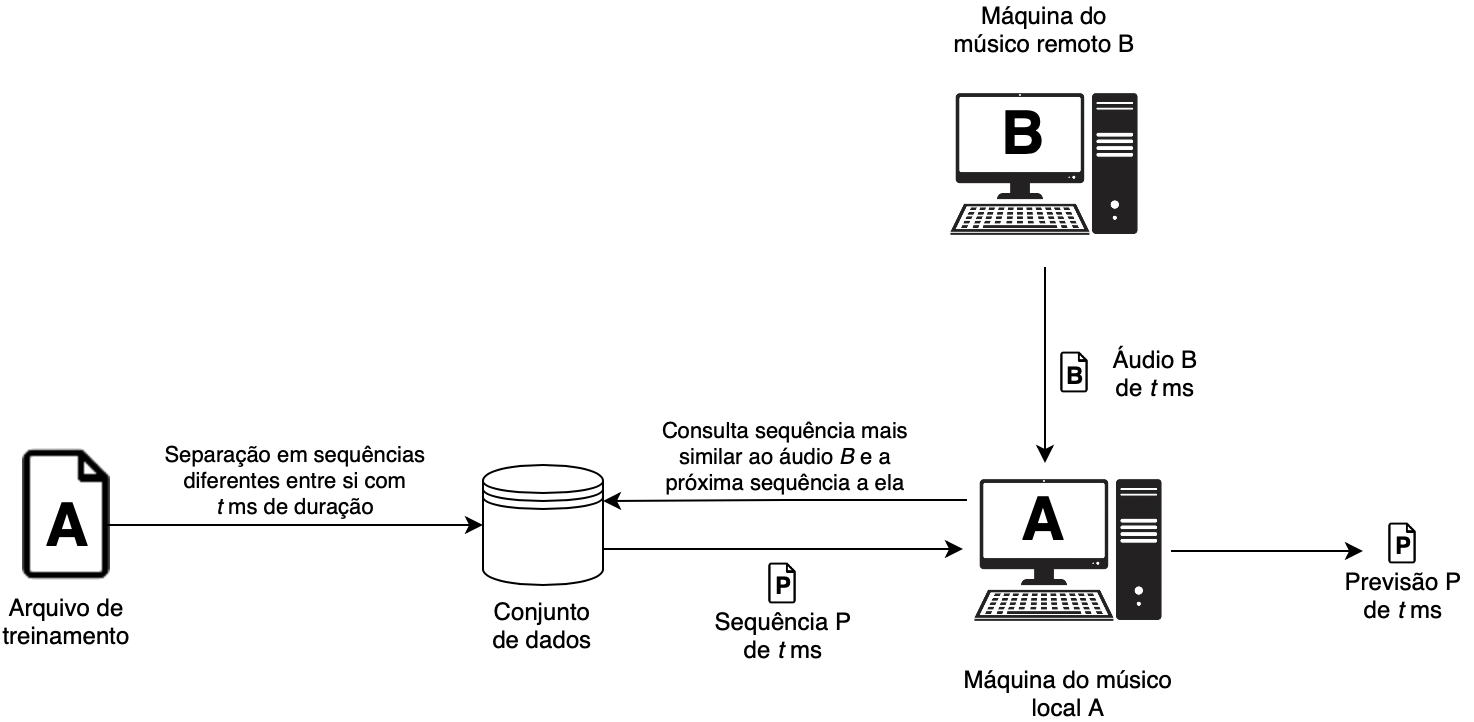 Máquina do
músico remoto B
B
B
Áudio B
de t ms
Consulta sequência mais
similar ao áudio B e a
próxima sequência a ela
Separação em sequências
diferentes entre si com
t ms de duração
A
A
P
P
Previsão P
de t ms
Arquivo de
treinamento
Conjunto
de dados
Sequência P
de t ms
Máquina do músico
local A